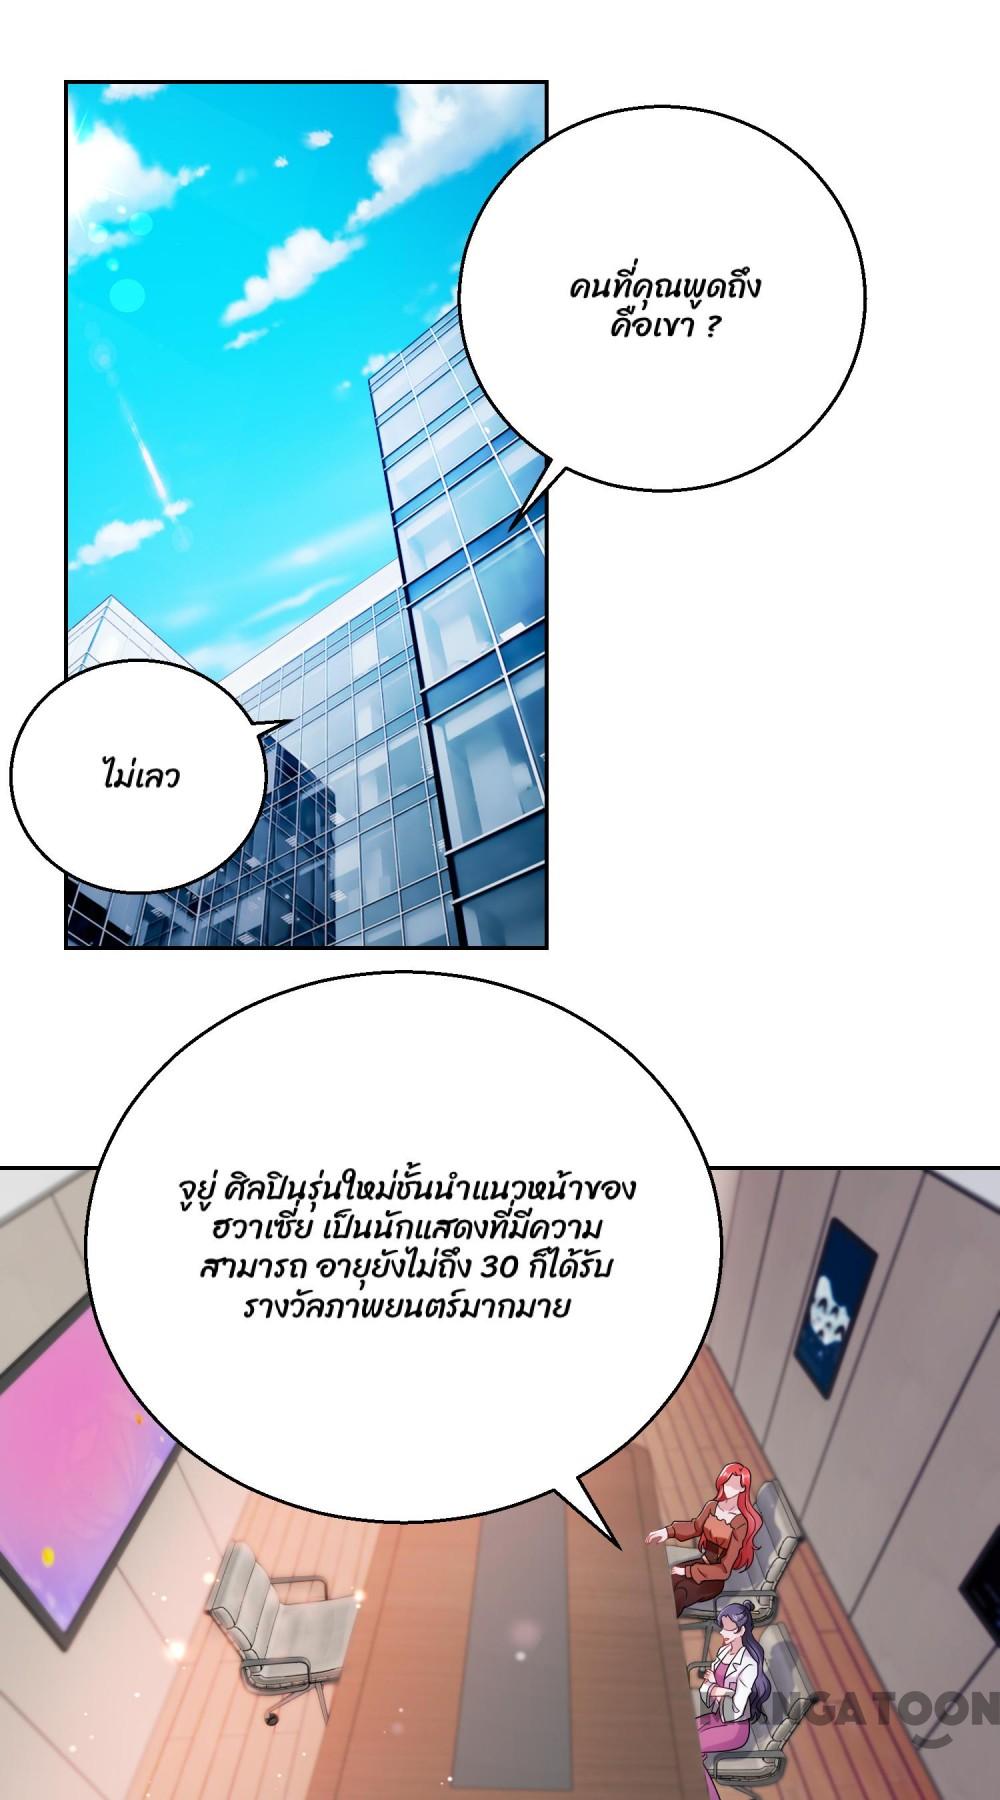 คนที่คุณพูดถึง
คือเขา ?
ไม่เลว
จูยู่ ศิลปินรุ่นใหม่ชั้นนำแนวหน้าของ
ฮวาเซี่ย เป็นนักแสดงที่มีความ
สามารถ อายุยังไม่ถึง 30 ก็ได้รับ
รางวัลภาพยนตร์มากมาย
MANGATOON